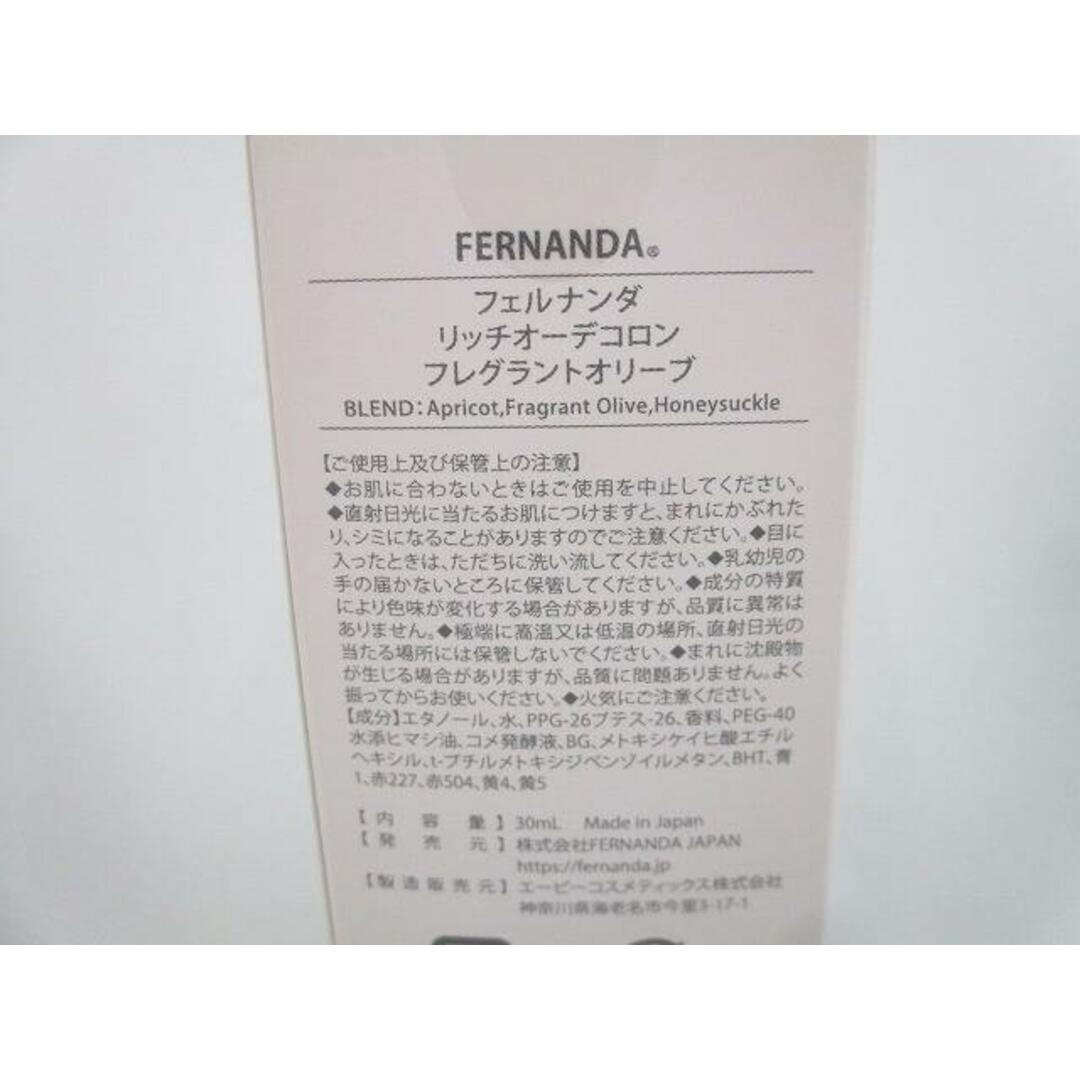 FERNANDA®
フェルナンダ
リッチオーデコロン
フレグラントオリーブ
BLEND：Apricot,Fragrant Olive,Honeysuckle
【ご使用上及び保管上の注意】
◆お肌に合わないときはご使用を中止してください。
◆直射日光に当たるお肌につけますと、まれにかぶれた
り、シミになることがありますのでご注意ください。◆目に
入ったときは、ただちに洗い流してください。◆乳幼児の
手の届かないところに保管してください。◆成分の特質
により色味が変化する場合がありますが、品質に異常は
ありません。◆極端に高温又は低温の場所、直射日光の
当たる場所には保管しないでください。◆まれに沈殿物
が生じる場合がありますが、品質に問題ありません。よく
振ってからお使いください。◆火気にご注意ください。
【成分】エタノール、水、PPG-26ブテス-26、香料、PEG-40
水添ヒマシ油、コメ発酵液、BG、メトキシケイヒ酸エチル
ヘキシル、t-ブチルメトキシジベンゾイルメタン、BHT、青
1、赤227、赤504、黄4、黄5
【内容量】30mL Made in Japan
【発売元】株式会社FERNANDA JAPAN
https://fernanda.jp
【製造販売元】エーピーコスメティックス株式会社
神奈川県海老名市今里3-17-1